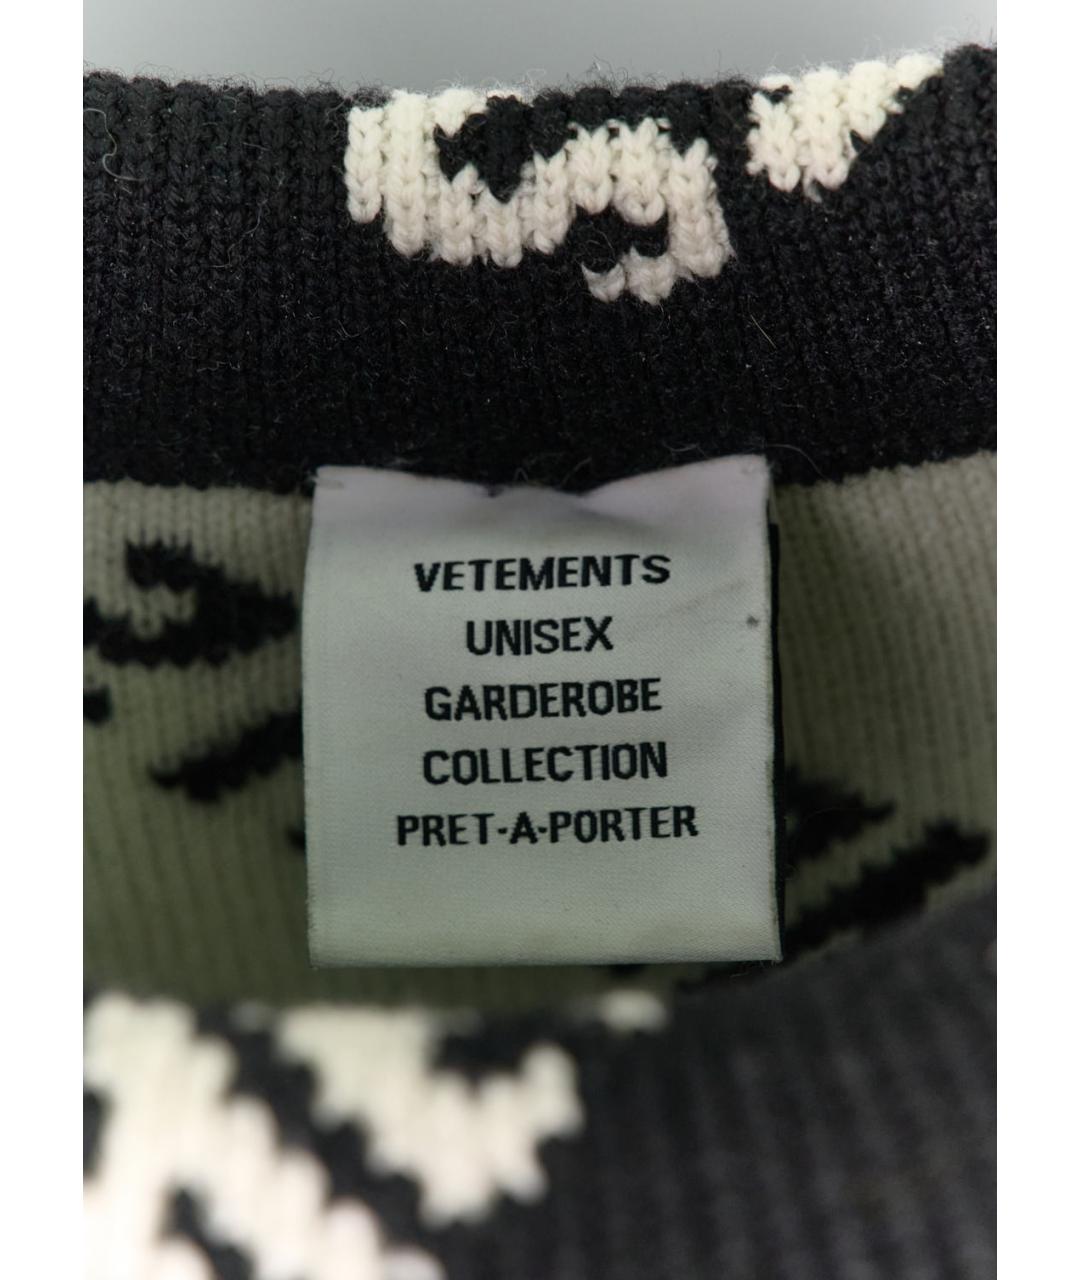 VETEMENTS
UNISEX
GARDEROBE
COLLECTION
PRET-A-PORTER